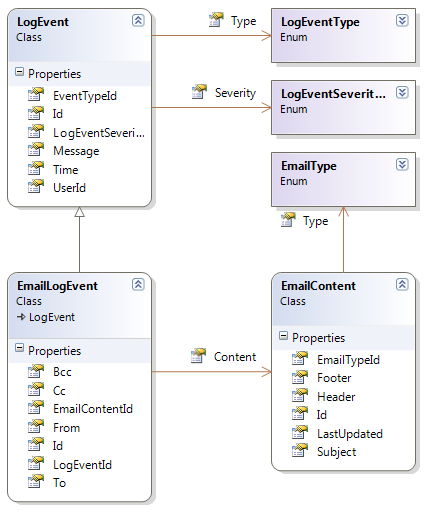 LogEvent
Class
Properties
EventTypeId
Id
LogEventSeveri...
Message
Time
UserId
Type
LogEventType
Enum
Severity
LogEventSeverit...
Enum
EmailType
Enum
Type
EmailLogEvent
Class
LogEvent
Properties
Bcc
Cc
EmailContentId
From
Id
LogEventId
To
Content
EmailContent
Class
Properties
EmailTypeId
Footer
Header
Id
LastUpdated
Subject